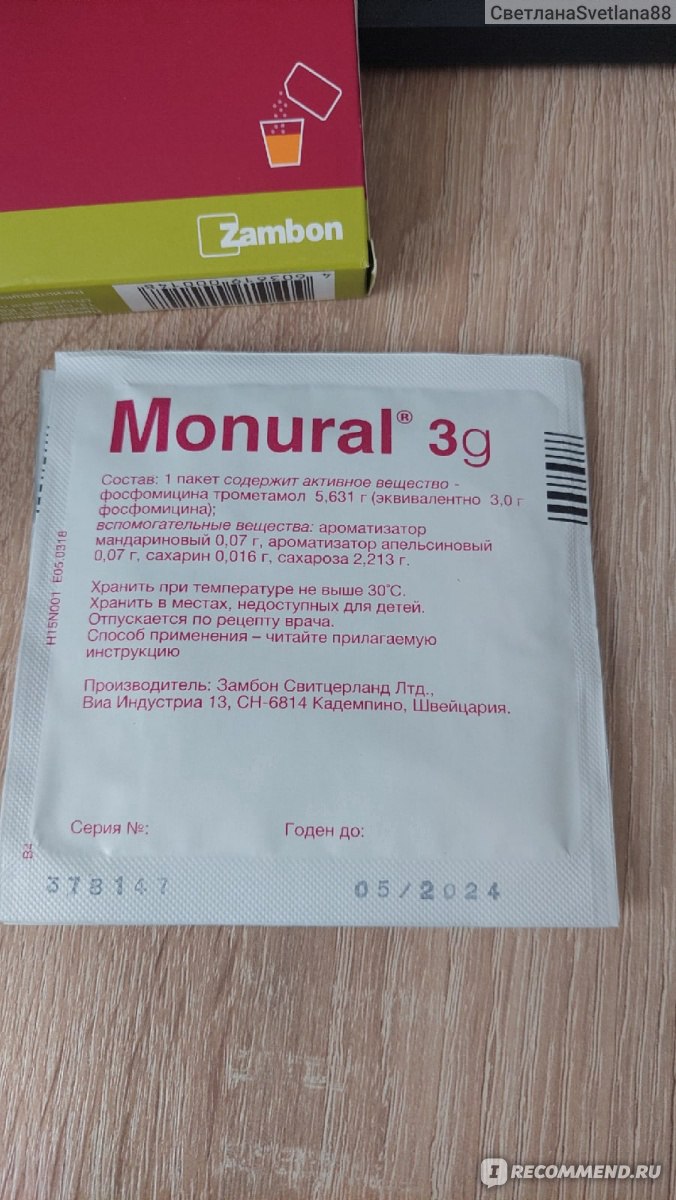 СветланаSvetlana88
Zambon
Monural® 3g
Состав: 1 пакет содержит активное вещество -
фосфомицина трометамол 5,631 г (эквивалентно 3,0 г
фосфомицина);
вспомогательные вещества: ароматизатор
мандариновый 0,07 г, ароматизатор апельсиновый
0,07 г, сахарин 0,016 г, сахароза 2,213 г.
Хранить при температуре не выше 30°С.
Хранить в местах, недоступных для детей.
Отпускается по рецепту врача.
Способ применения – читайте прилагаемую
инструкцию
Производитель: Замбон Свитцерланд Лтд.,
Виа Индустриа 13, СН-6814 Кадемпино, Швейцария.
H15N001 E05.0318
Серия №:
Годен до:
378147
05/2024
IRECOMMEND.RU